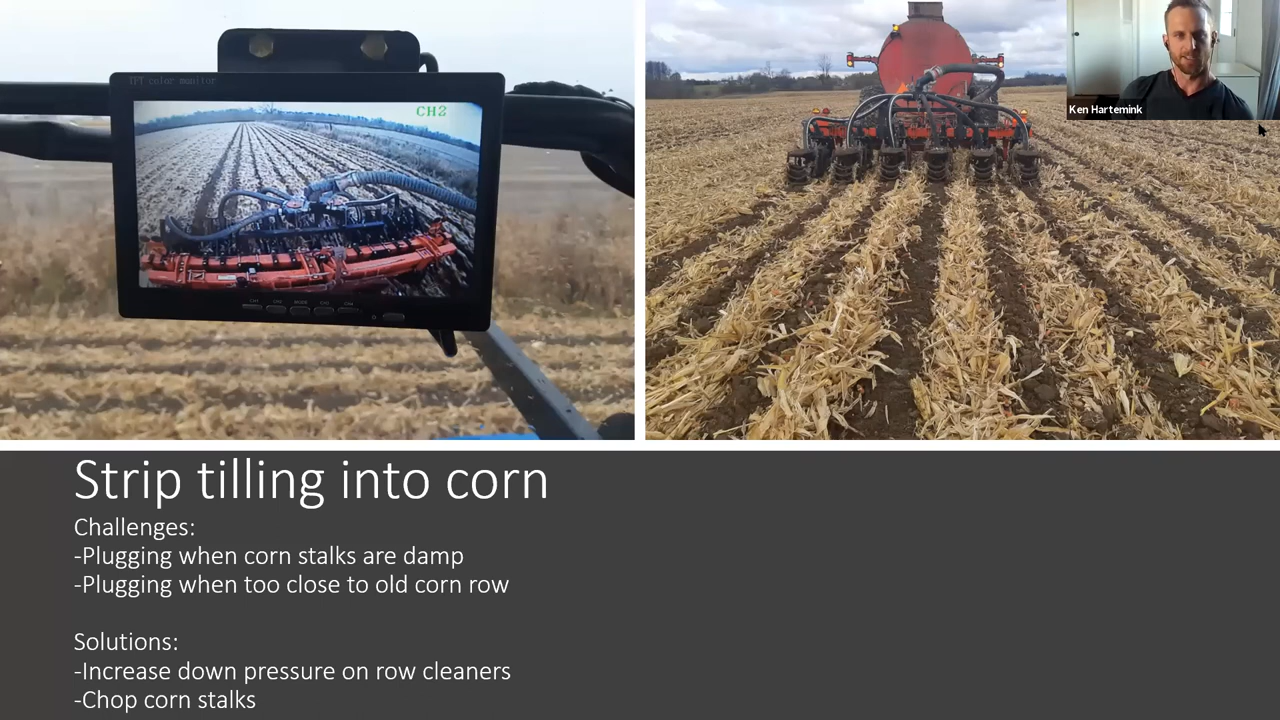 TFT color monitor
CH2
Ken Hartemink
Strip tilling into corn
Challenges:
-Plugging when corn stalks are damp
-Plugging when too close to old corn row
Solutions:
-Increase down pressure on row cleaners
-Chop corn stalks